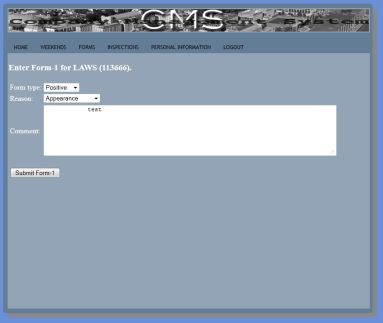 CMS
HOME WEEKENDS FORMS INSPECTIONS PERSONAL INFORMATION LOGOUT
Enter Form-1 for LAWS (113666).
Form type: Positive
Reason: Appearance
test
Comment:
Submit Form-1